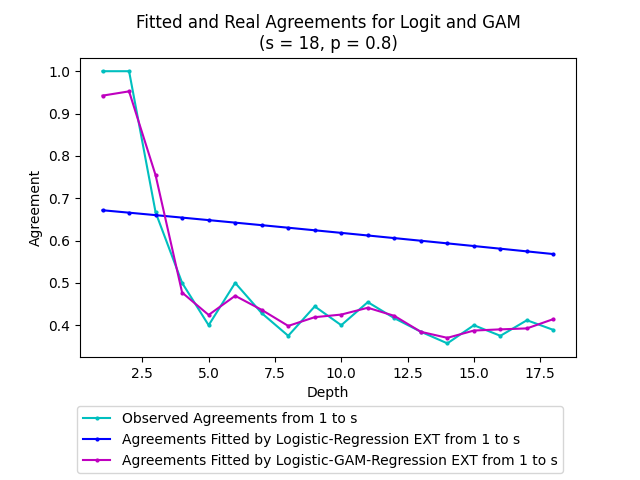 Fitted and Real Agreements for Logit and GAM
(s = 18, p = 0.8)
1.0
0.9
0.8
0.7
0.6
0.5
0.4
Agreement
2.5 5.0 7.5 10.0 12.5 15.0 17.5
Depth
Observed Agreements from 1 to s
Agreements Fitted by Logistic-Regression EXT from 1 to s
Agreements Fitted by Logistic-GAM-Regression EXT from 1 to s